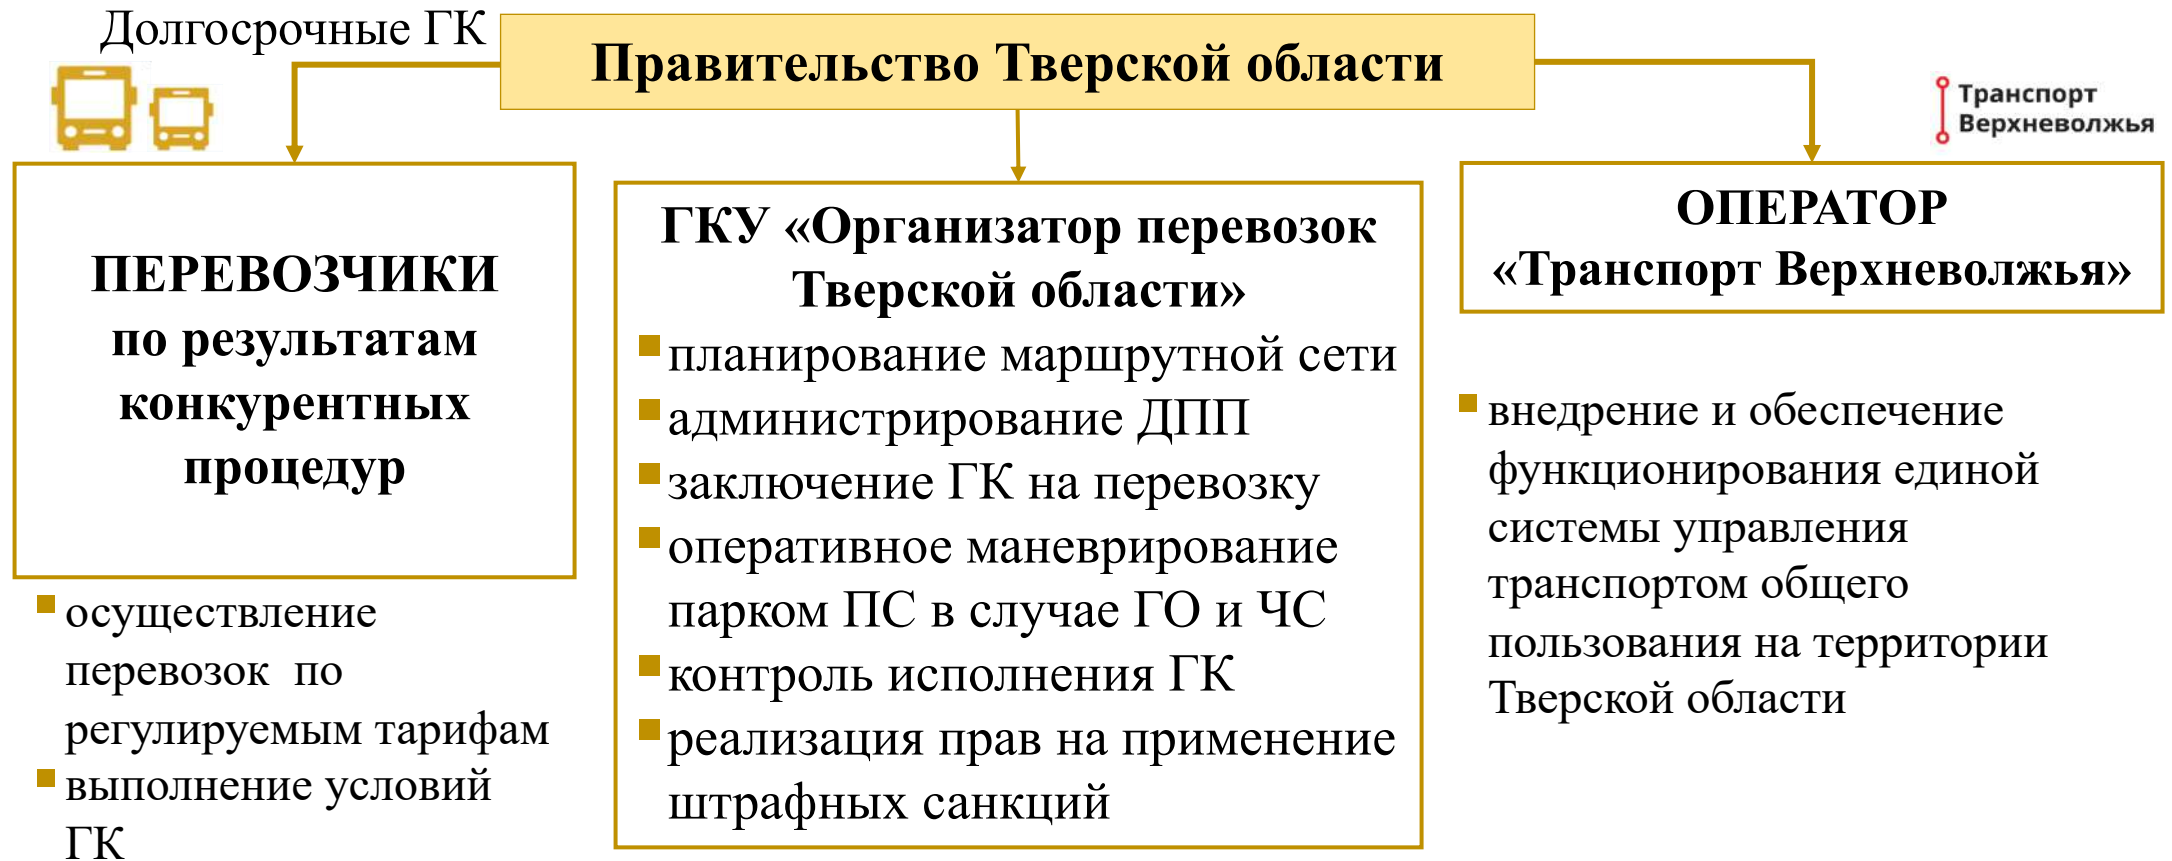 Долгосрочные ГК
Правительство Тверской области
Транспорт
Верхневолжья
ПЕРЕВОЗЧИКИ
по результатам
конкурентных
процедур
осуществление
перевозок по
регулируемым тарифам
выполнение условий
ГК
ГКУ «Организатор перевозок
Тверской области»
планирование маршрутной сети
администрирование ДПП
заключение ГК на перевозку
оперативное маневрирование
парком ПС в случае ГО и ЧС
контроль исполнения ГК
реализация прав на применение
штрафных санкций
ОПЕРАТОР
«Транспорт Верхневолжья»
внедрение и обеспечение
функционирования единой
системы управления
транспортом общего
пользования на территории
Тверской области